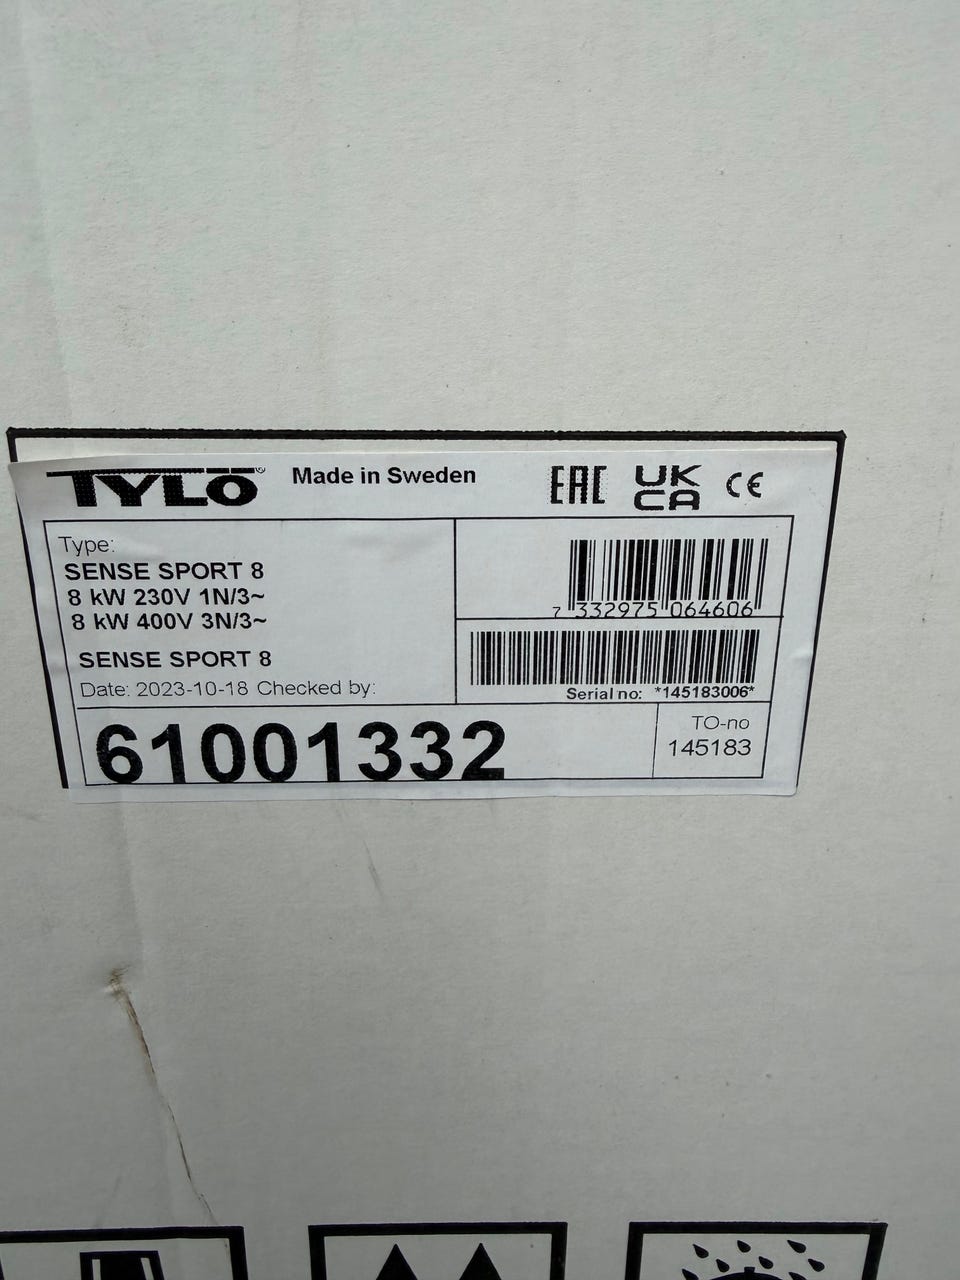 TYLÖ® Made in Sweden EAC UK CA CE
Type:
SENSE SPORT 8
8 kW 230V 1N/3~
8 kW 400V 3N/3~
SENSE SPORT 8
Date: 2023-10-18 Checked by:
7 332975 064606
Serial no: *145183006*
61001332
TO-no
145183